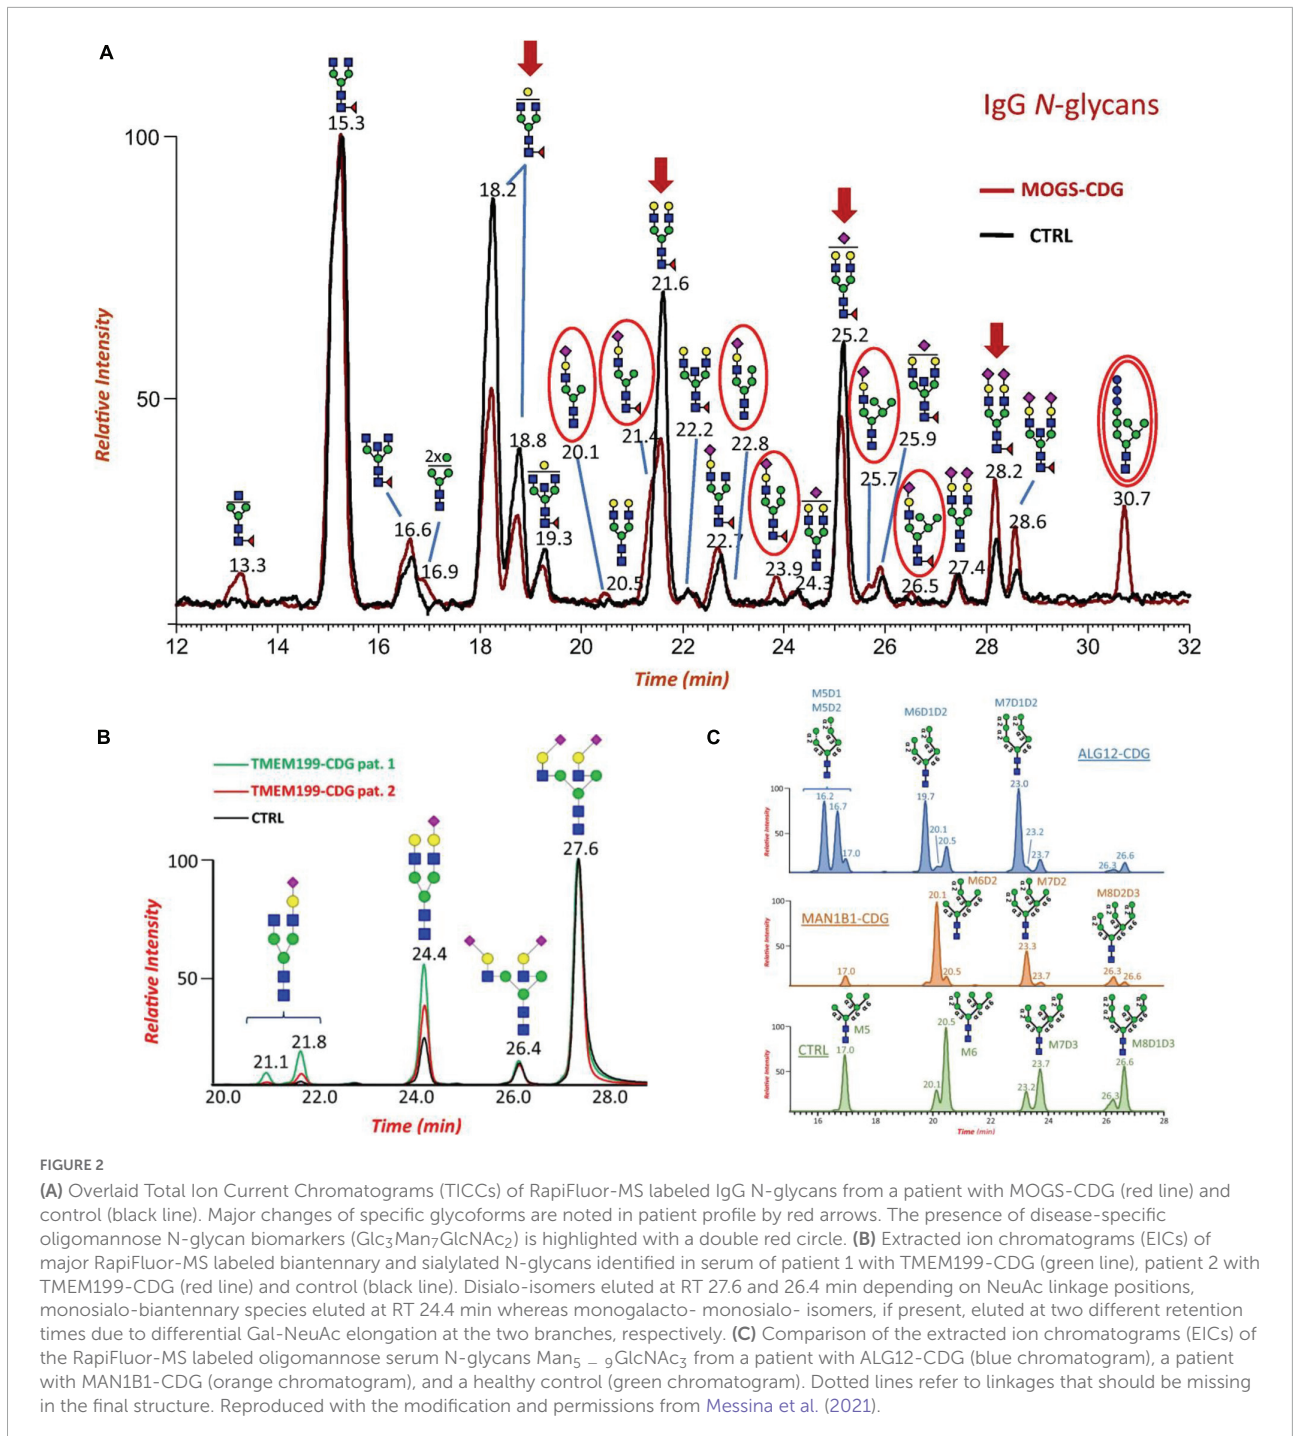 A
IgG N-glycans
MOGS-CDG
CTRL
Relative Intensity
100
50
15.3
18.2
21.6
25.2
2x
18.8
20.1
21.4
22.2
22.8
25.7
25.9
28.2
28.6
30.7
13.3
16.6
16.9
19.3
20.5
22.7
23.9
24.3
26.5
27.4
12 14 16 18 20 22 24 26 28 30 32
Time (min)
B
TMEM199-CDG pat. 1
TMEM199-CDG pat. 2
CTRL
Relative Intensity
100
50
21.1
21.8
24.4
26.4
27.6
20.0 22.0 24.0 26.0 28.0
Time (min)
C
M5D1
M5D2
M6D1D2
M7D1D2
ALG12-CDG
Relative Intensity
100
50
16.2
16.7
17.0
19.7
20.1
20.5
23.0
23.2
23.7
26.3
26.6
MAN1B1-CDG
M6D2
M7D2
M8D2D3
Relative Intensity
100
50
17.0
20.1
20.5
23.3
23.7
26.3
26.6
CTRL
M5
M6
M7D3
M8D1D3
Relative Intensity
100
50
17.0
20.1
20.5
23.2
23.7
26.3
26.6
16 18 20 22 24 26 28
Time (min)
FIGURE 2
(A) Overlaid Total Ion Current Chromatograms (TICCs) of RapiFluor-MS labeled IgG N-glycans from a patient with MOGS-CDG (red line) and
control (black line). Major changes of specific glycoforms are noted in patient profile by red arrows. The presence of disease-specific
oligomannose N-glycan biomarkers (Glc₃Man₇GlcNAC₂) is highlighted with a double red circle. (B) Extracted ion chromatograms (EICs) of
major RapiFluor-MS labeled biantennary and sialylated N-glycans identified in serum of patient 1 with TMEM199-CDG (green line), patient 2 with
TMEM199-CDG (red line) and control (black line). Disialo-isomers eluted at RT 27.6 and 26.4 min depending on NeuAc linkage positions,
monosialo-biantennary species eluted at RT 24.4 min whereas monogalacto- monosialo- isomers, if present, eluted at two different retention
times due to differential Gal-NeuAc elongation at the two branches, respectively. (C) Comparison of the extracted ion chromatograms (EICs) of
the RapiFluor-MS labeled oligomannose serum N-glycans Man₅ ₋ ₉GlcNAC₃ from a patient with ALG12-CDG (blue chromatogram), a patient
with MAN1B1-CDG (orange chromatogram), and a healthy control (green chromatogram). Dotted lines refer to linkages that should be missing
in the final structure. Reproduced with the modification and permissions from Messina et al. (2021).